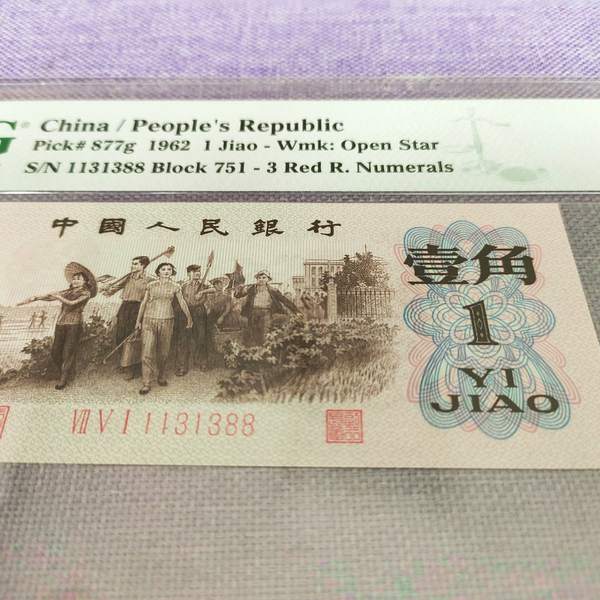 G® China / People's Republic
Pick# 877g 1962 1 Jiao - Wmk: Open Star
S/N 1131388 Block 751 - 3 Red R. Numerals
中國人民銀行
壹角
1
YI
JIAO
VII V I 1131388